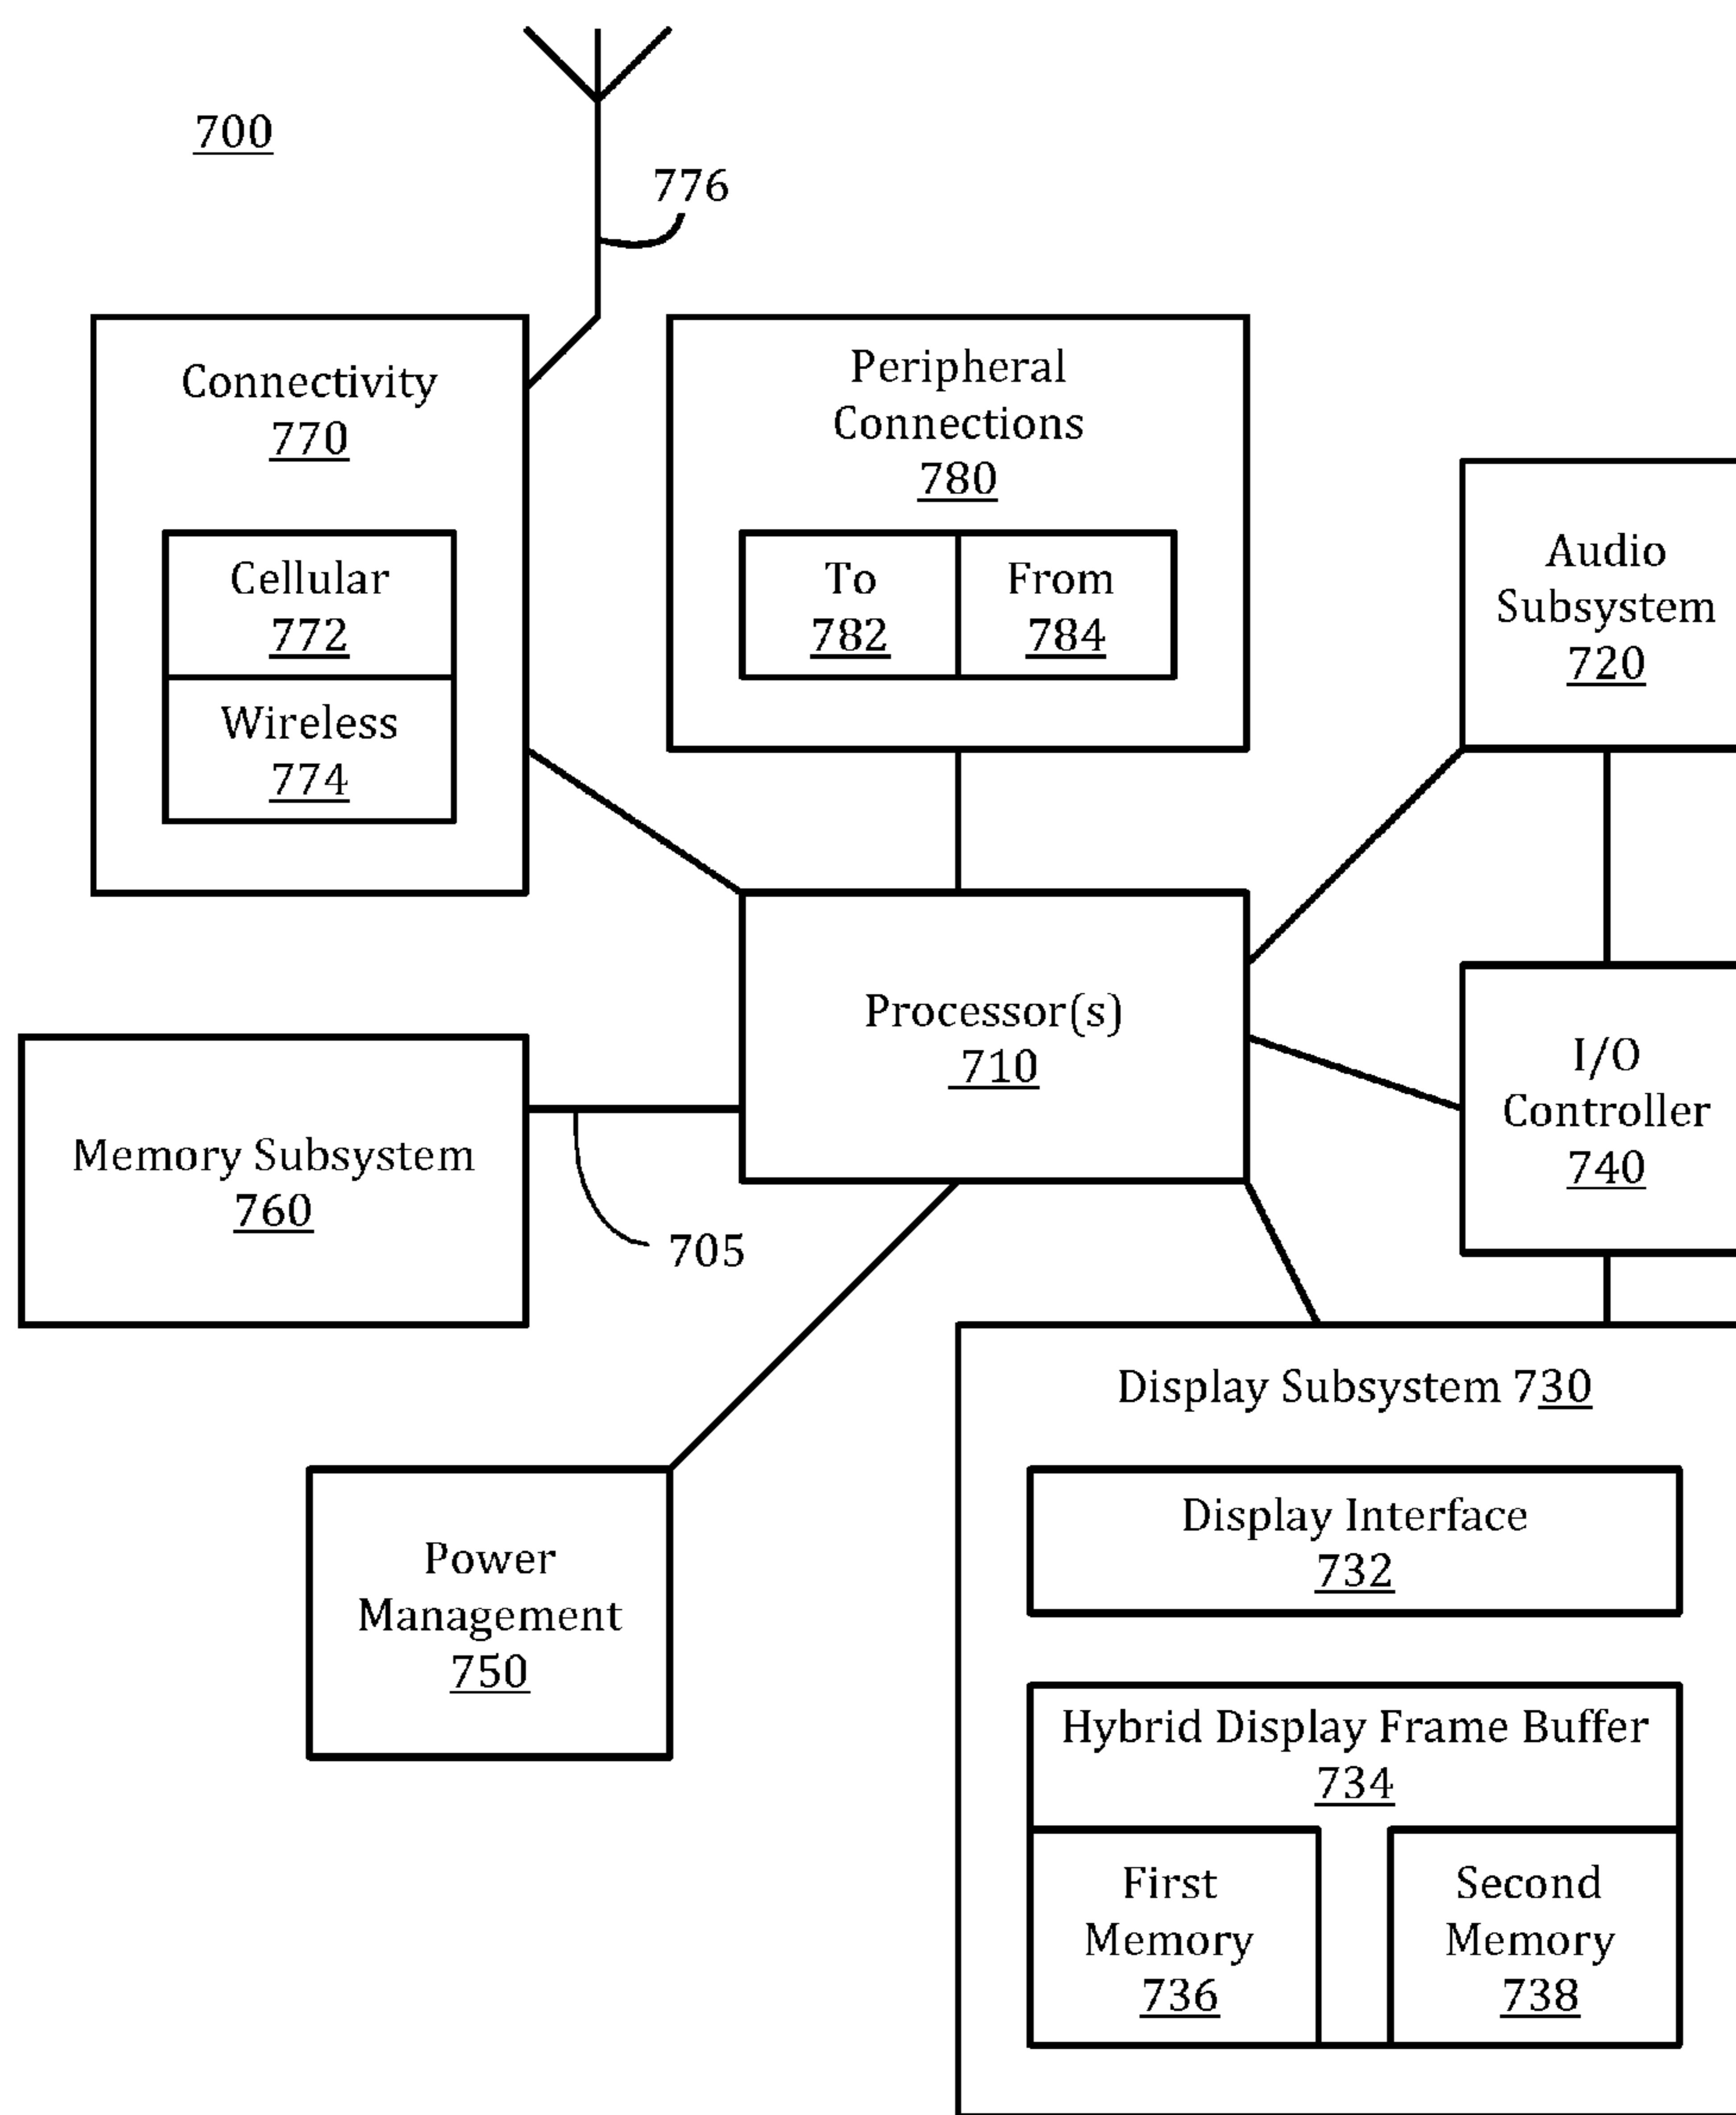 700
776
Connectivity
770
Cellular
772
Wireless
774
Peripheral
Connections
780
To
782
From
784
Audio
Subsystem
720
Processor(s)
710
I/O
Controller
740
Memory Subsystem
760
705
Power
Management
750
Display Subsystem 730
Display Interface
732
Hybrid Display Frame Buffer
734
First
Memory
736
Second
Memory
738